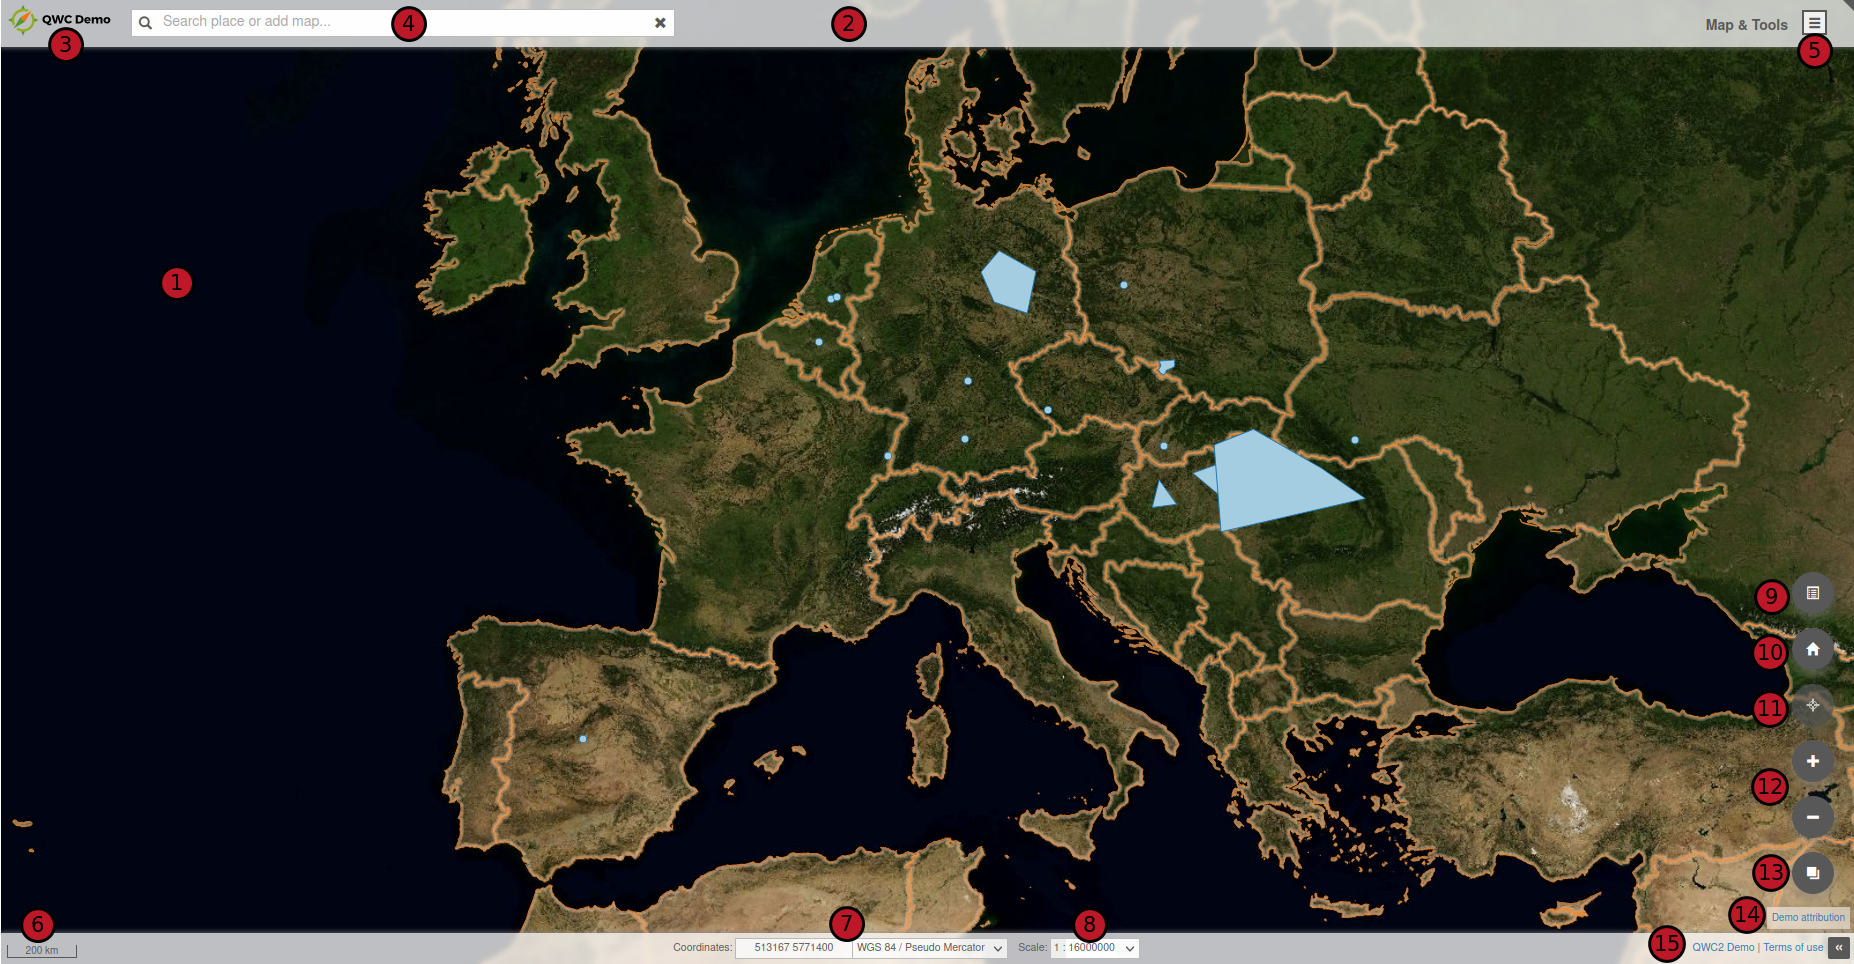 QWC Demo
Search place or add map...
4
2
Map & Tools
3
5
1
9
10
11
12
13
14
Demo attribution
6
200 km
7
Coordinates: 513167 5771400 WGS 84 / Pseudo Mercator
8
Scale: 1 : 16000000
15
QWC2 Demo | Terms of use